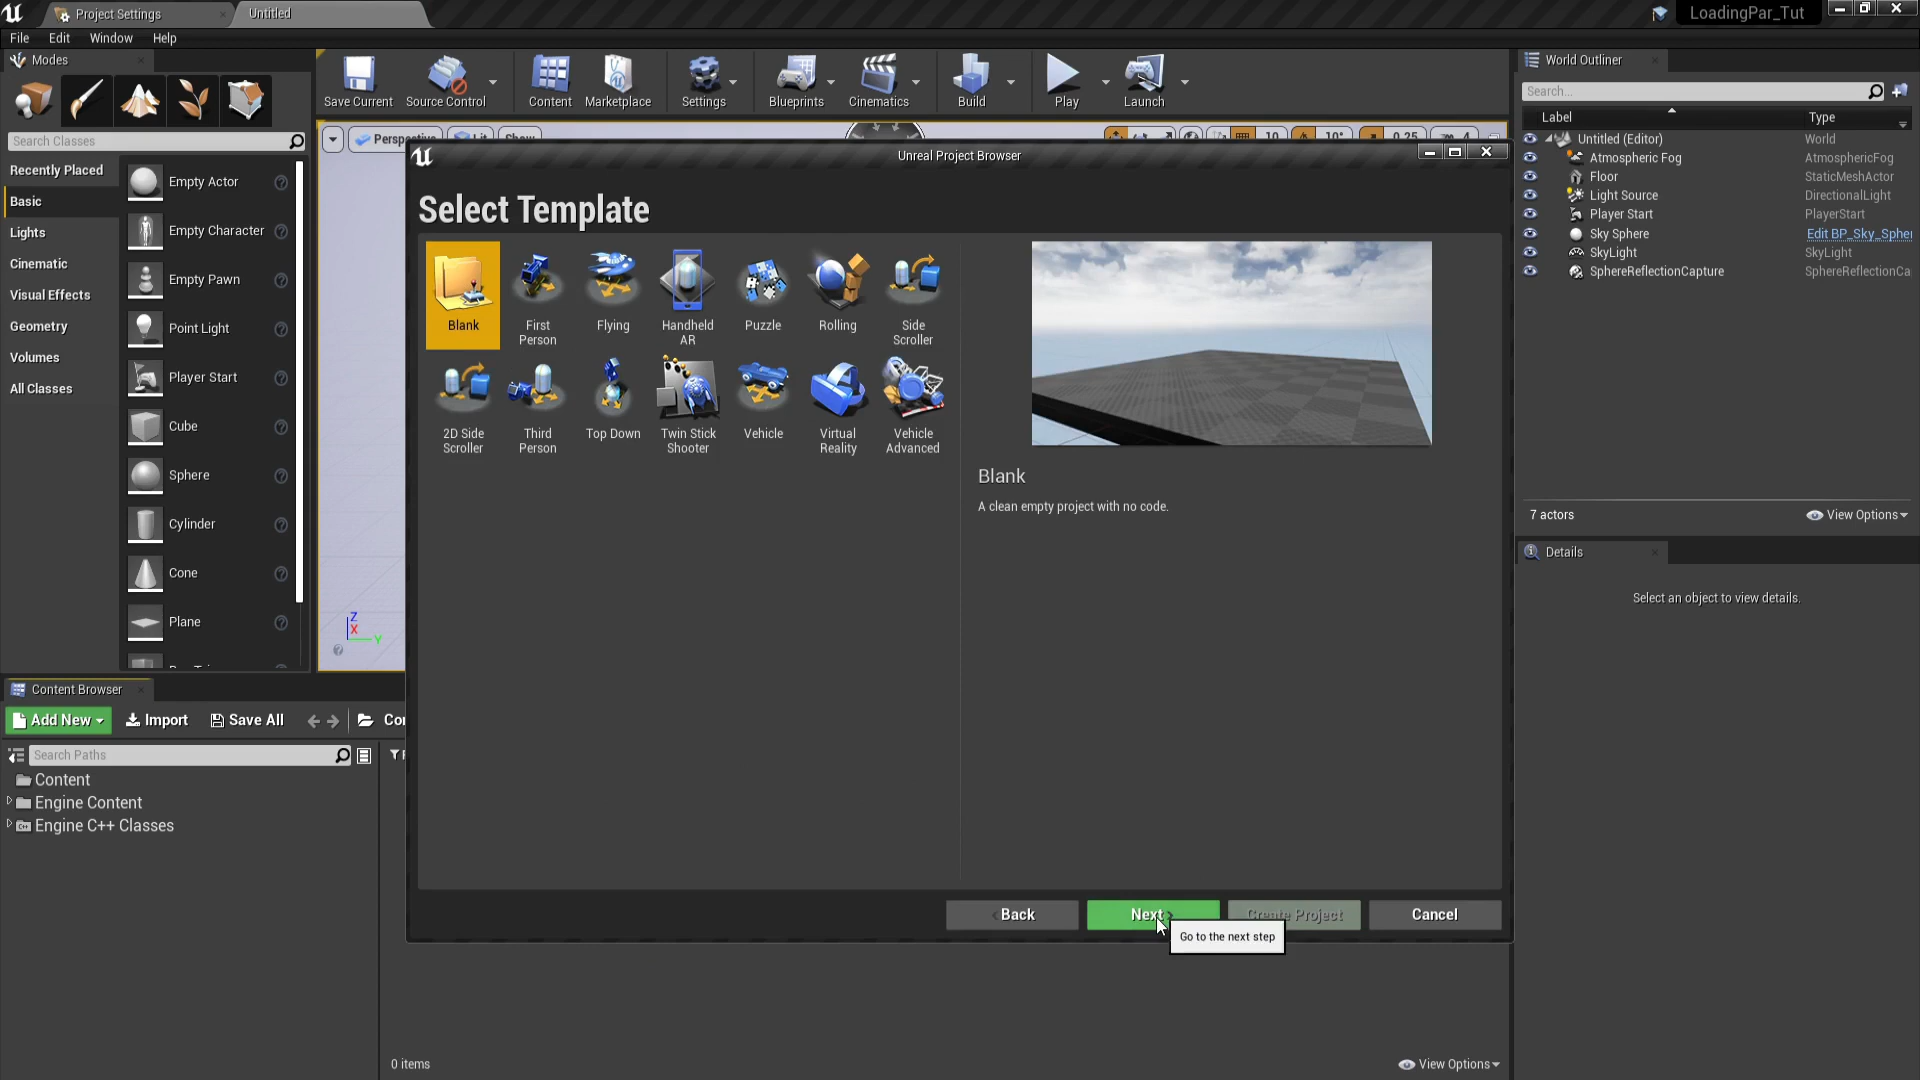 Project Settings
Untitled
LoadingPar_Tut
File Edit Window Help
Modes
Search Classes
Recently Placed
Basic
Lights
Cinematic
Visual Effects
Geometry
Volumes
All Classes
Empty Actor
Empty Character
Empty Pawn
Point Light
Player Start
Cube
Sphere
Cylinder
Cone
Plane
Save Current
Source Control
Content
Marketplace
Settings
Blueprints
Cinematics
Build
Play
Launch
Perspective
Lit
Show
10
10°
0.25
4
Unreal Project Browser
Select Template
Blank
First Person
Flying
Handheld AR
Puzzle
Rolling
Side Scroller
2D Side Scroller
Third Person
Top Down
Twin Stick Shooter
Vehicle
Virtual Reality
Vehicle Advanced
Blank
A clean empty project with no code.
Back
Next
Create Project
Cancel
Go to the next step
Z
X
Y
World Outliner
Search...
Label Type
Untitled (Editor) World
Atmospheric Fog AtmosphericFog
Floor StaticMeshActor
Light Source DirectionalLight
Player Start PlayerStart
Sky Sphere Edit BP_Sky_Spher
SkyLight SkyLight
SphereReflectionCapture SphereReflectionCa
7 actors
View Options
Details
Select an object to view details.
Content Browser
Add New
Import
Save All
Con
Search Paths
Content
Engine Content
Engine C++ Classes
0 items
View Options